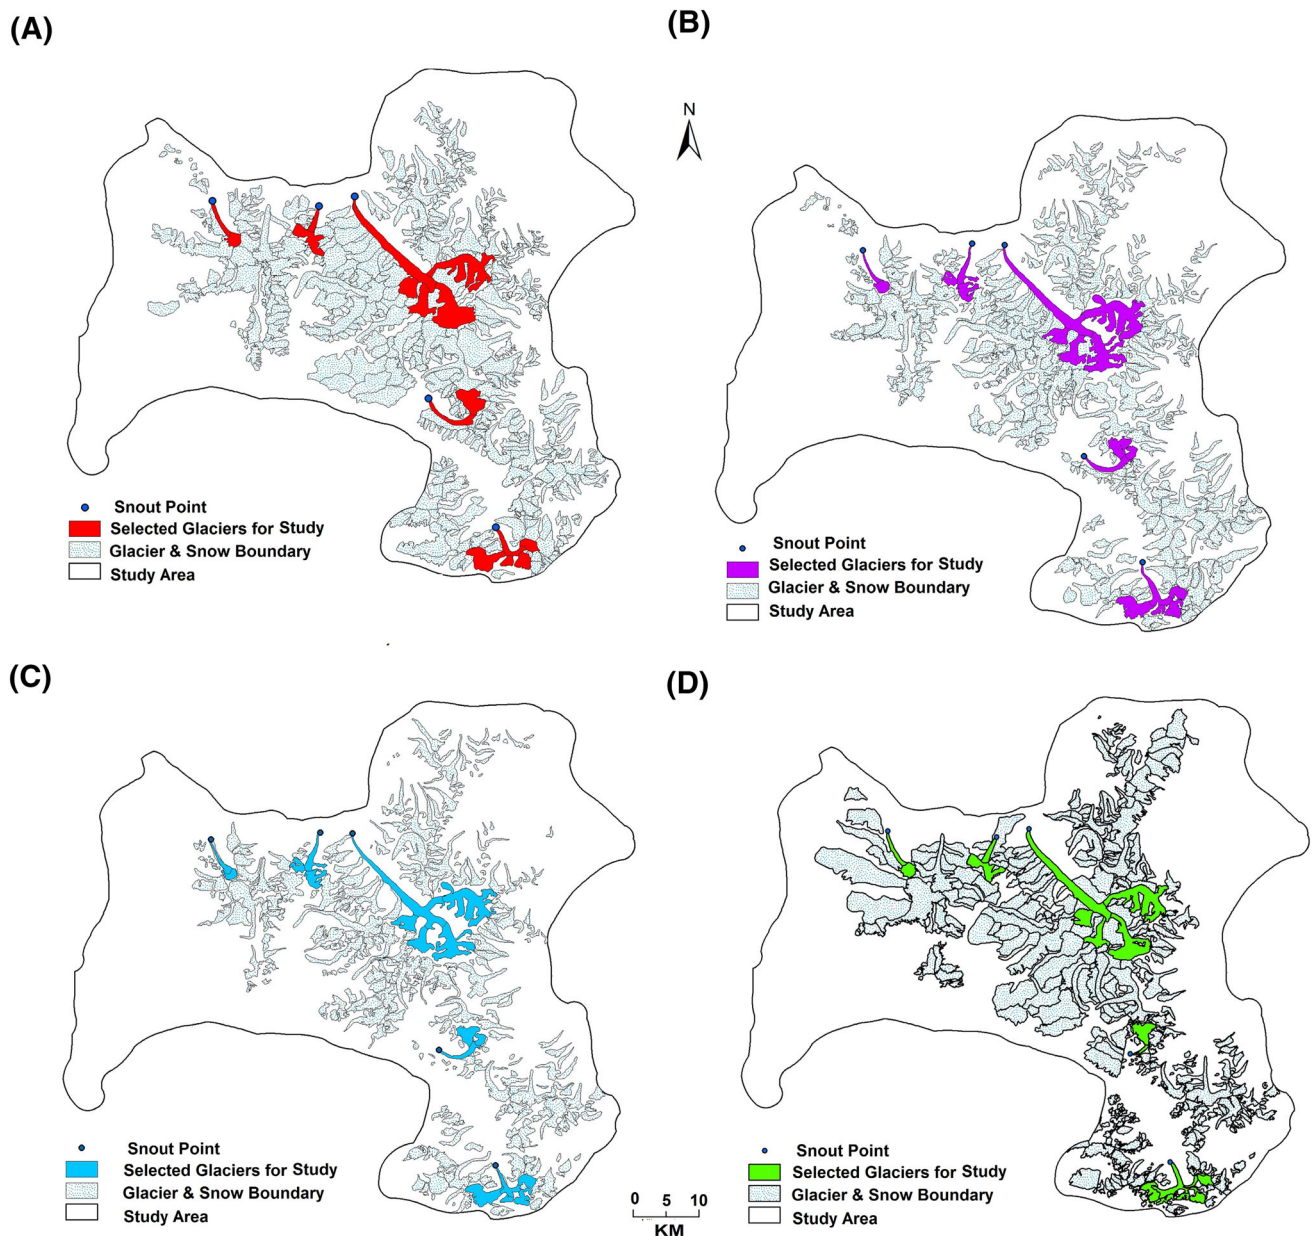 (A)
(B)
N
Snout Point
Selected Glaciers for Study
Glacier & Snow Boundary
Study Area
Snout Point
Selected Glaciers for Study
Glacier & Snow Boundary
Study Area
(C)
(D)
Snout Point
Selected Glaciers for Study
Glacier & Snow Boundary
Study Area
0 5 10
KM
Snout Point
Selected Glaciers for Study
Glacier & Snow Boundary
Study Area